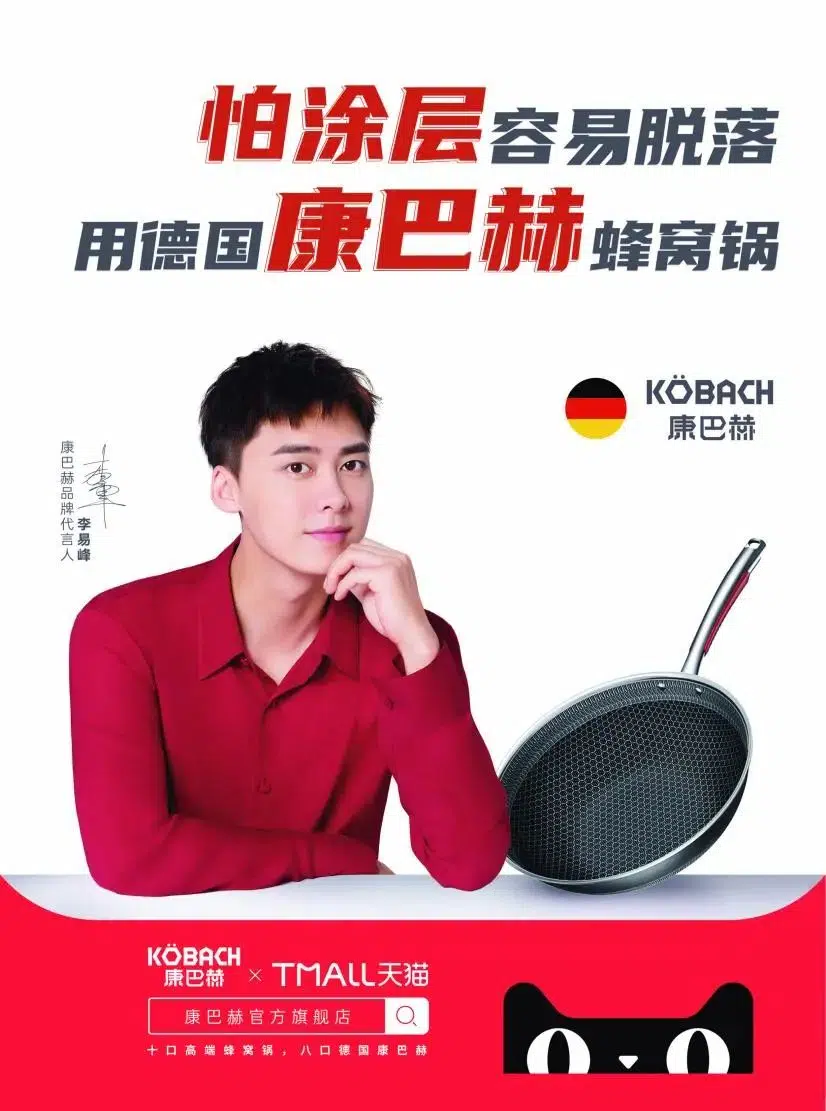 怕涂层容易脱落
用德国康巴赫蜂窝锅
KÖBACH
康巴赫
康巴赫品牌代言人
李易峰
KÖBACH
康巴赫
×
TMALL天猫
康巴赫官方旗舰店
十口高端蜂窝锅，八口德国康巴赫